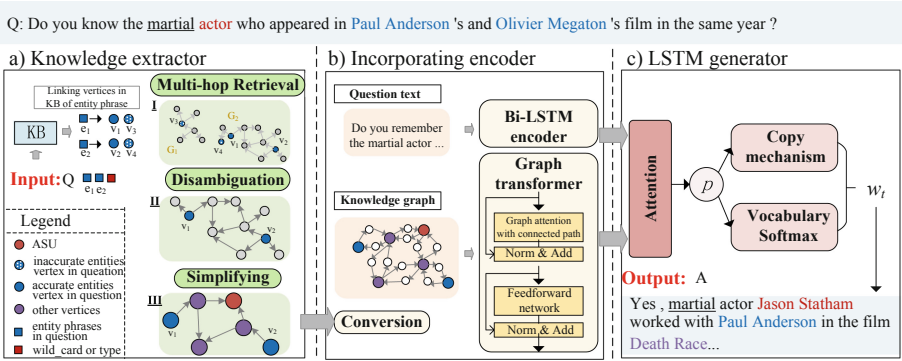 Q: Do you know the martial actor who appeared in Paul Anderson 's and Olivier Megaton 's film in the same year ?
a) Knowledge extractor
Linking vertices in
KB of entity phrase
KB
e1 v1 v3
e2 v2 v4
Input: Q e1 e2
Legend
ASU
inaccurate entities
vertex in queation
accurate entities
vertex in question
other vertices
entity phrases
in question
wild_card or type
Multi-hop Retrieval
I
G2
v3
v1
v2
v4
G1
Disambiguation
II
v1
v2
Simplifying
III
v1
v2
b) Incorporating encoder
Question text
Do you remember
the martial actor ...
Knowledge graph
Conversion
Bi-LSTM
encoder
Graph
transformer
Graph attention
with connected path
Norm & Add
Feedforward
network
Norm & Add
c) LSTM generator
Attention
p
Copy
mechanism
Vocabulary
Softmax
wt
Output: A
Yes , martial actor Jason Statham
worked with Paul Anderson in the film
Death Race...